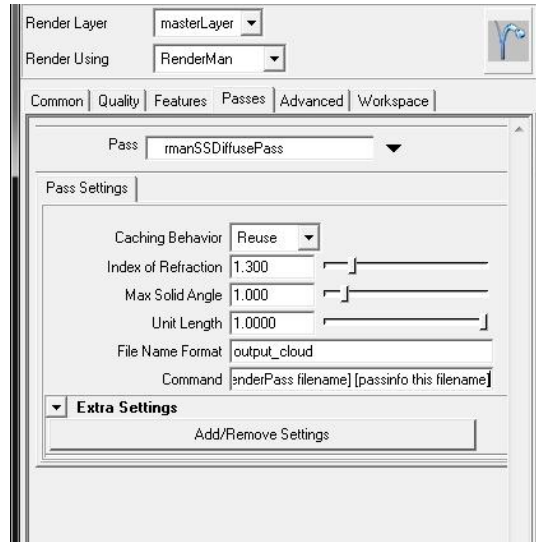 Render Layer masterLayer
Render Using RenderMan
Common Quality Features Passes Advanced Workspace
Pass rmanSSDiffusePass
Pass Settings
Caching Behavior Reuse
Index of Refraction 1.300
Max Solid Angle 1.000
Unit Length 1.0000
File Name Format output_cloud
Command enderPass filename] [passinfo this filename]
Extra Settings
Add/Remove Settings